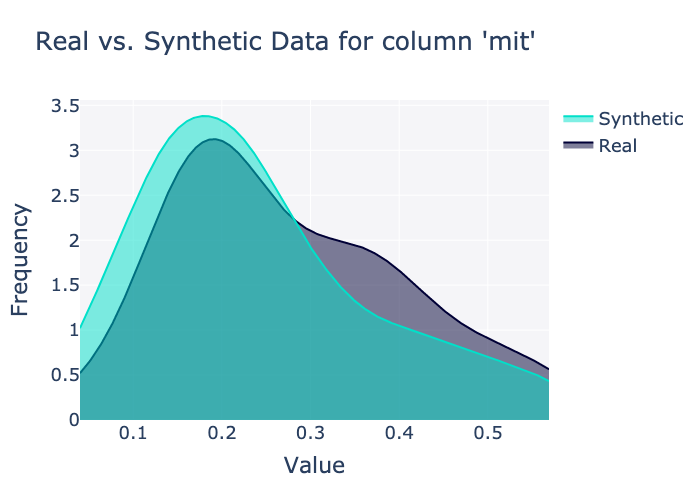 Real vs. Synthetic Data for column 'mit'
3.5
3
2.5
2
1.5
1
0.5
0
Frequency
0.1
0.2
0.3
0.4
0.5
Value
Synthetic
Real